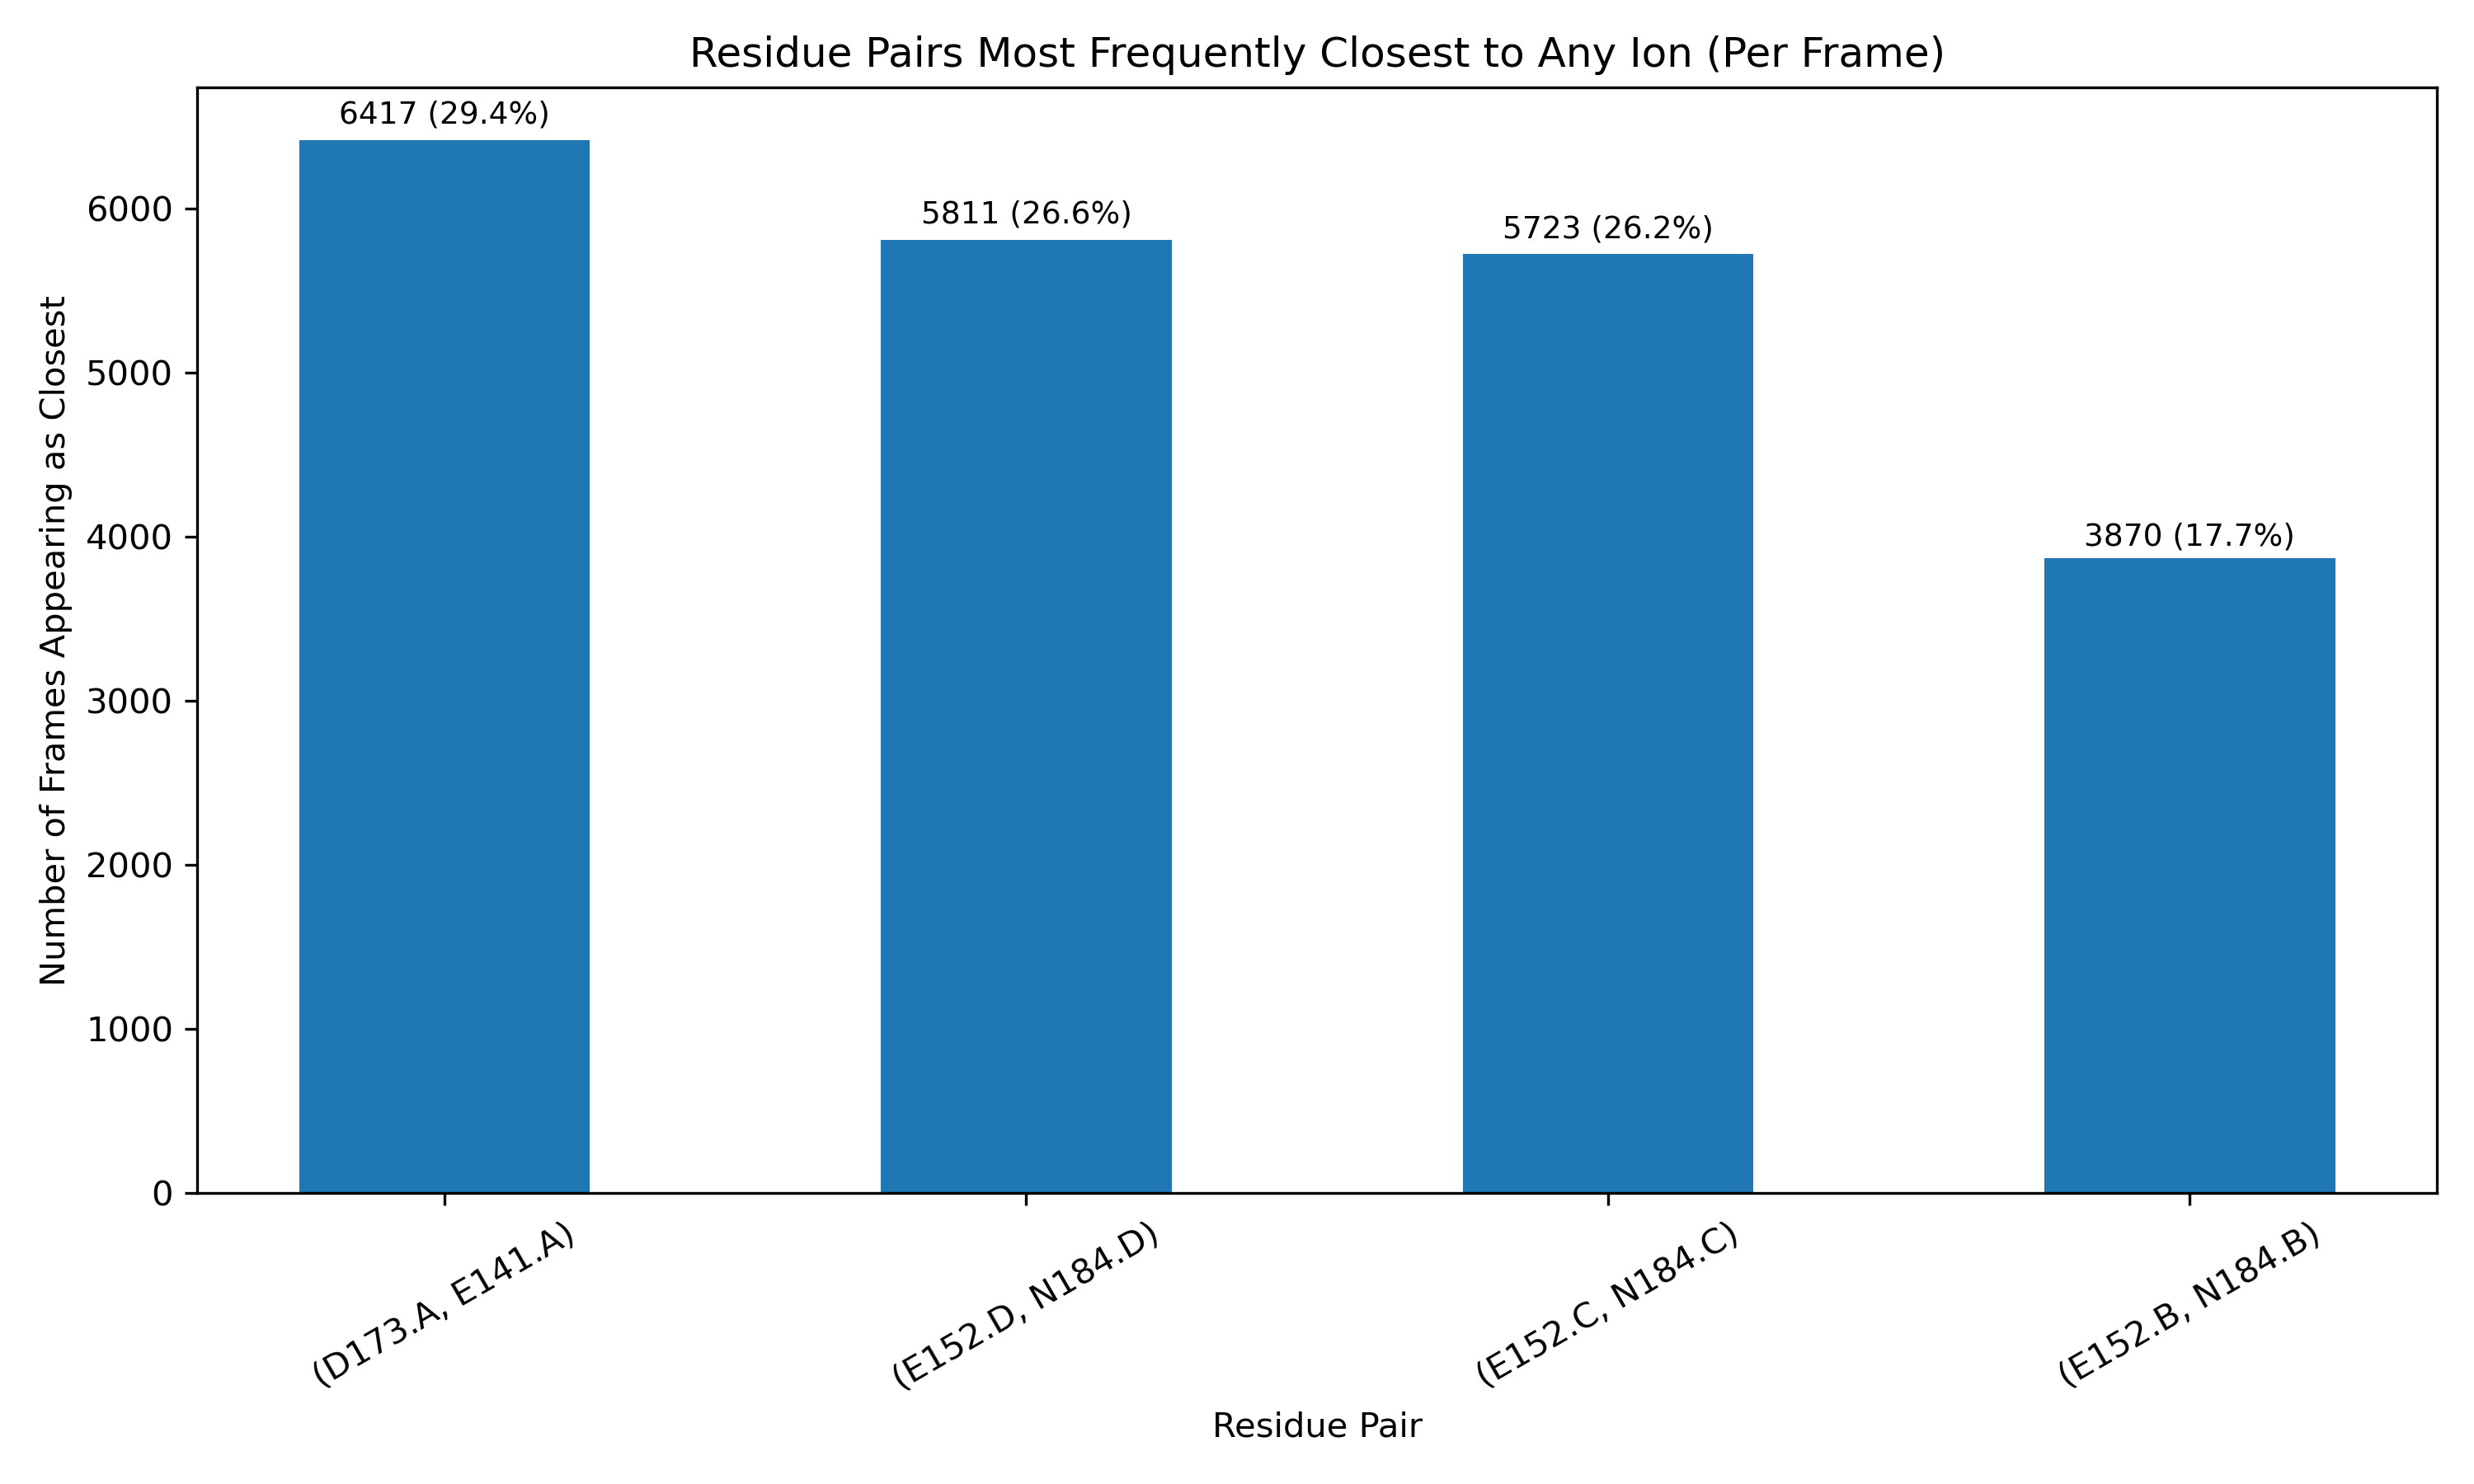 Residue Pairs Most Frequently Closest to Any Ion (Per Frame)
6417 (29.4%)
5811 (26.6%)
5723 (26.2%)
3870 (17.7%)
Number of Frames Appearing as Closest
6000
5000
4000
3000
2000
1000
0
(D173.A, E141.A)
(E152.D, N184.D)
(E152.C, N184.C)
(E152.B, N184.B)
Residue Pair